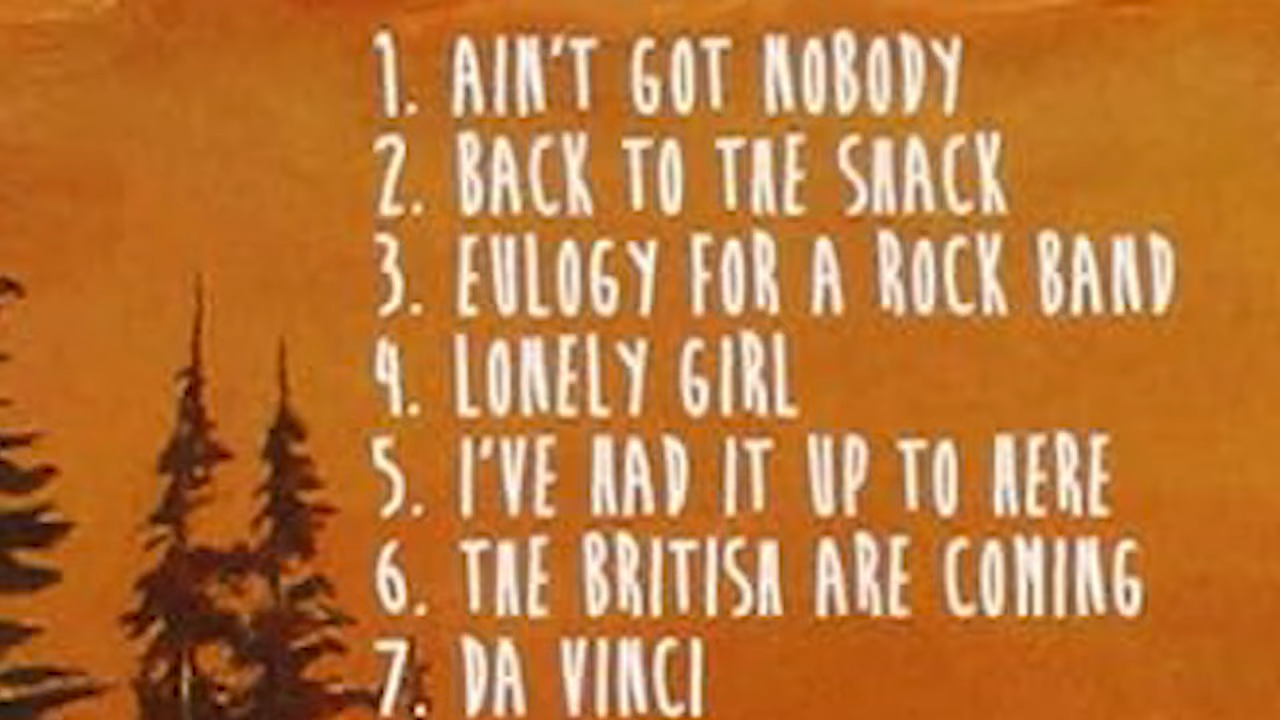 1. AIN'T GOT NOBODY
2. BACK TO THE SHACK
3. EULOGY FOR A ROCK BAND
4. LONELY GIRL
5. I'VE HAD IT UP TO HERE
6. THE BRITISH ARE COMING
7. DA VINCI